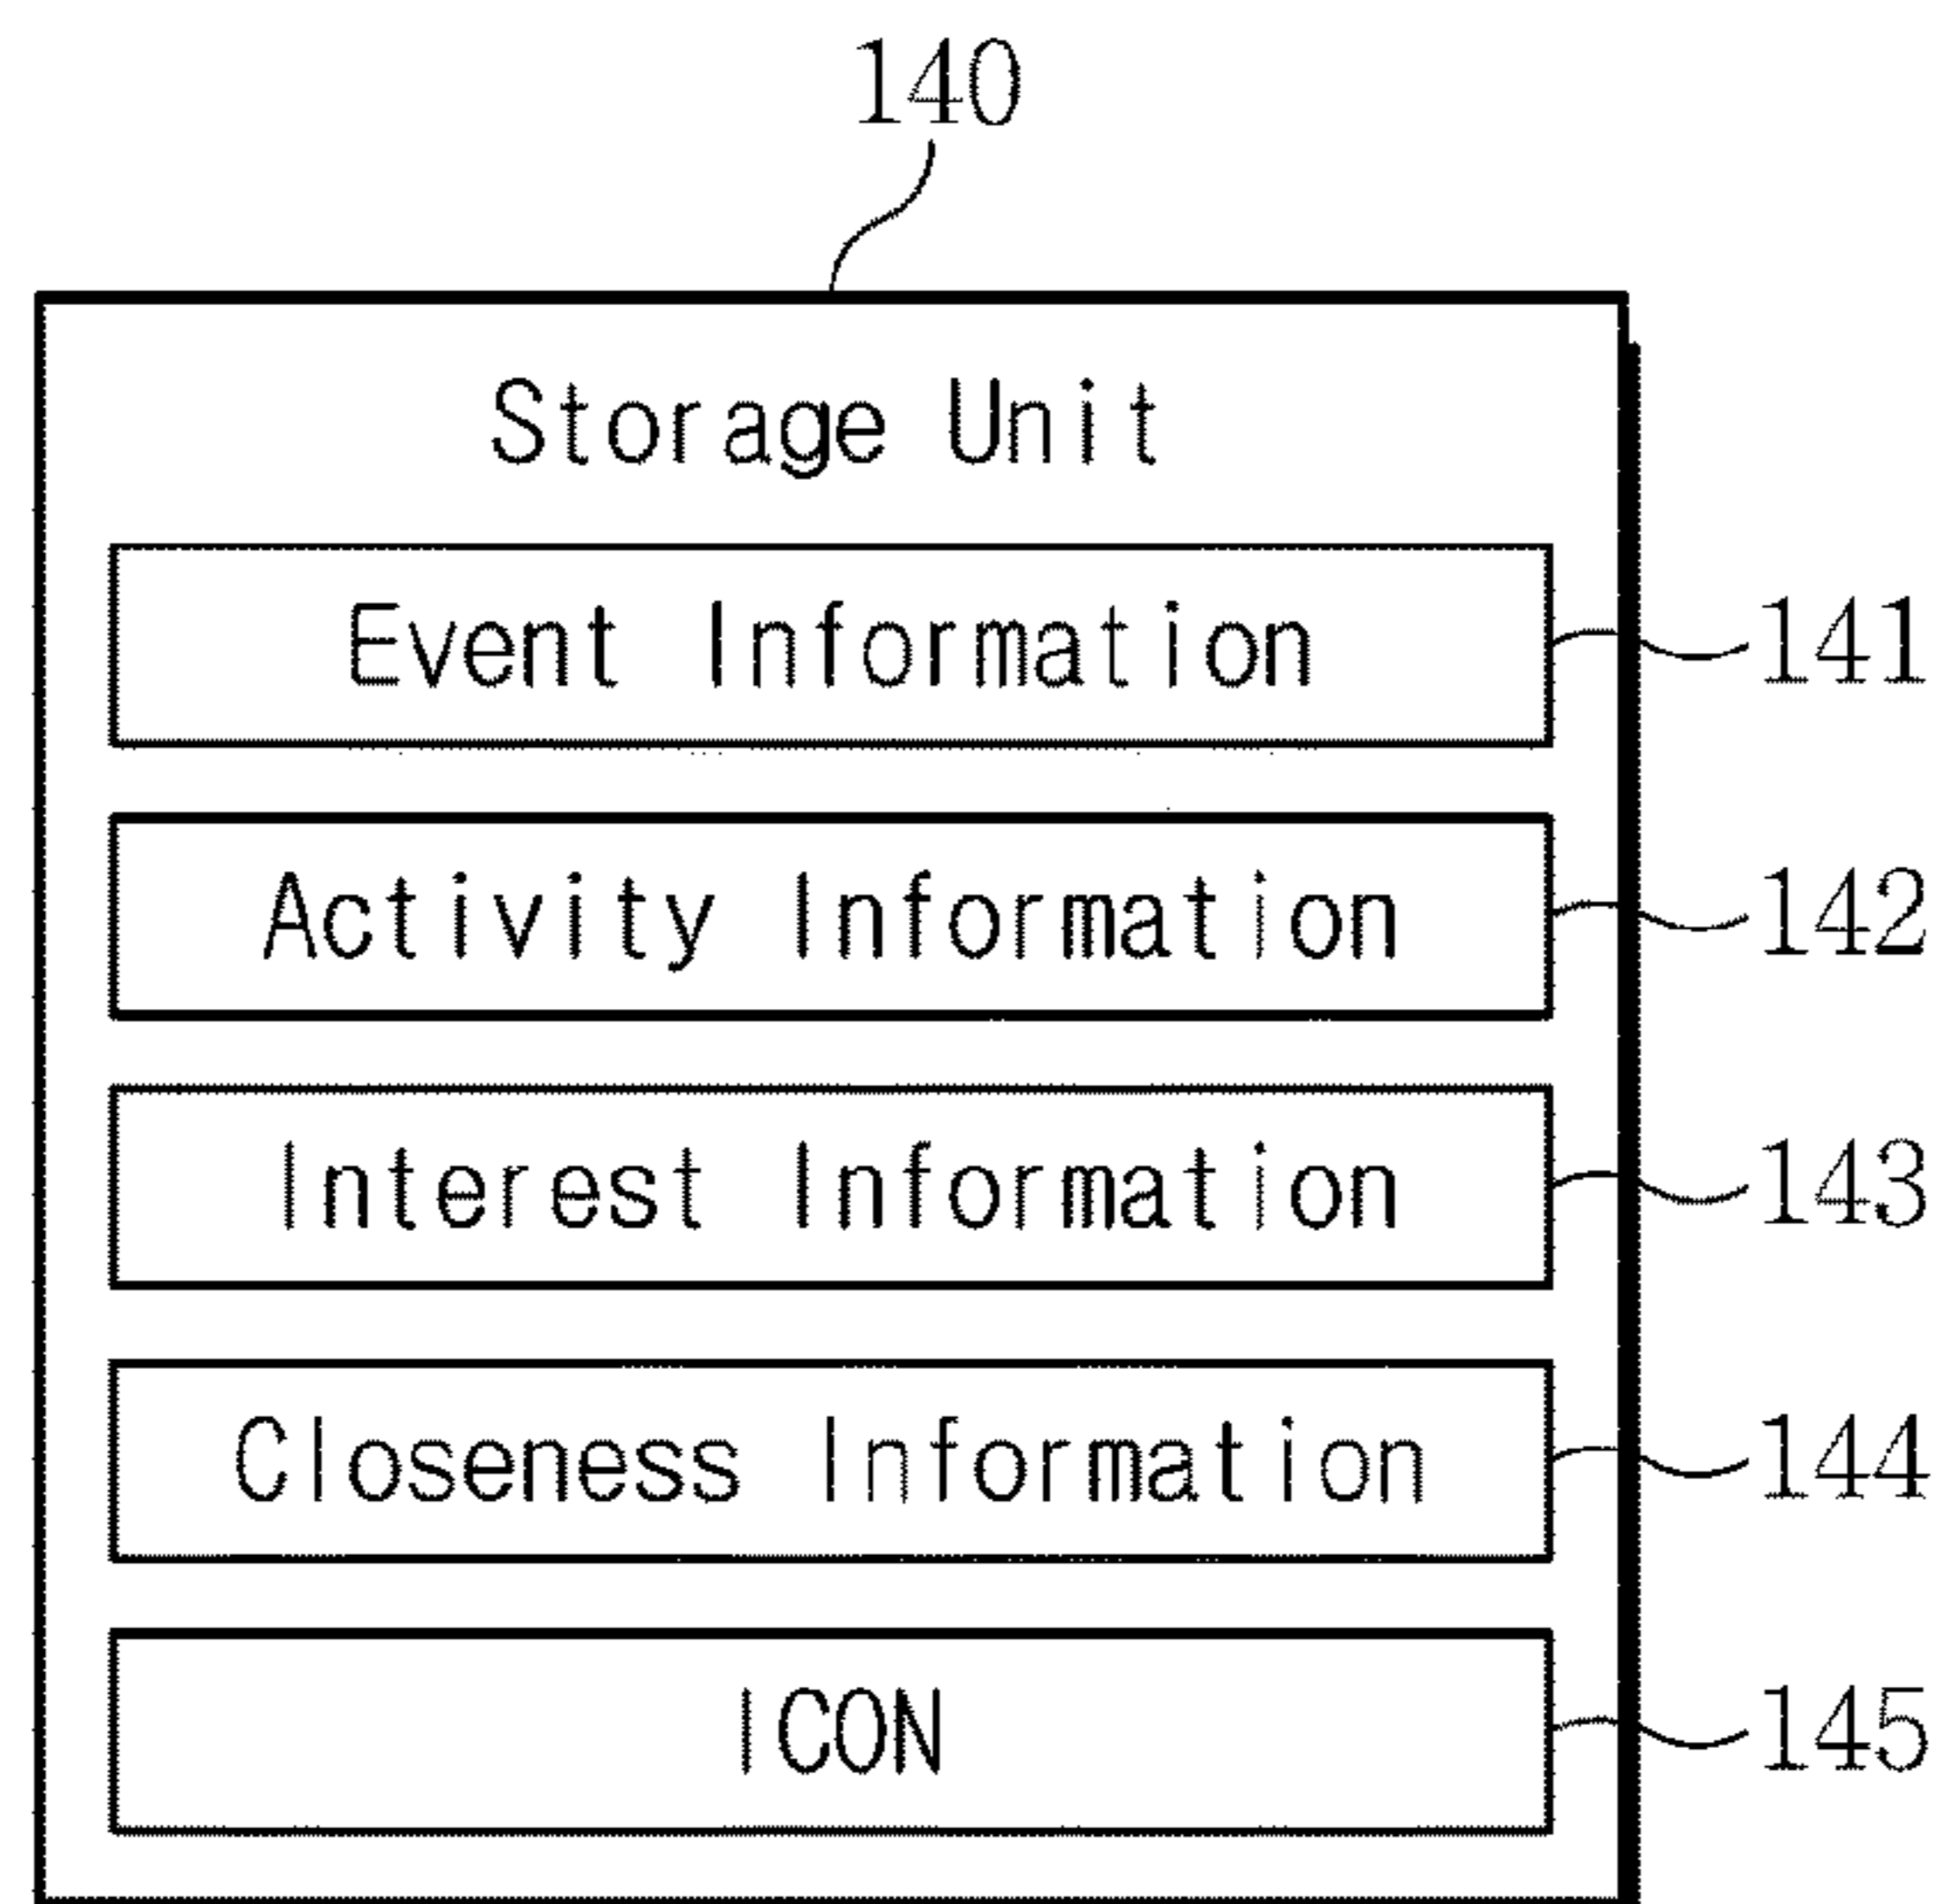 140
Storage Unit
Event Information 141
Activity Information 142
Interest Information 143
Closeness Information 144
ICON 145